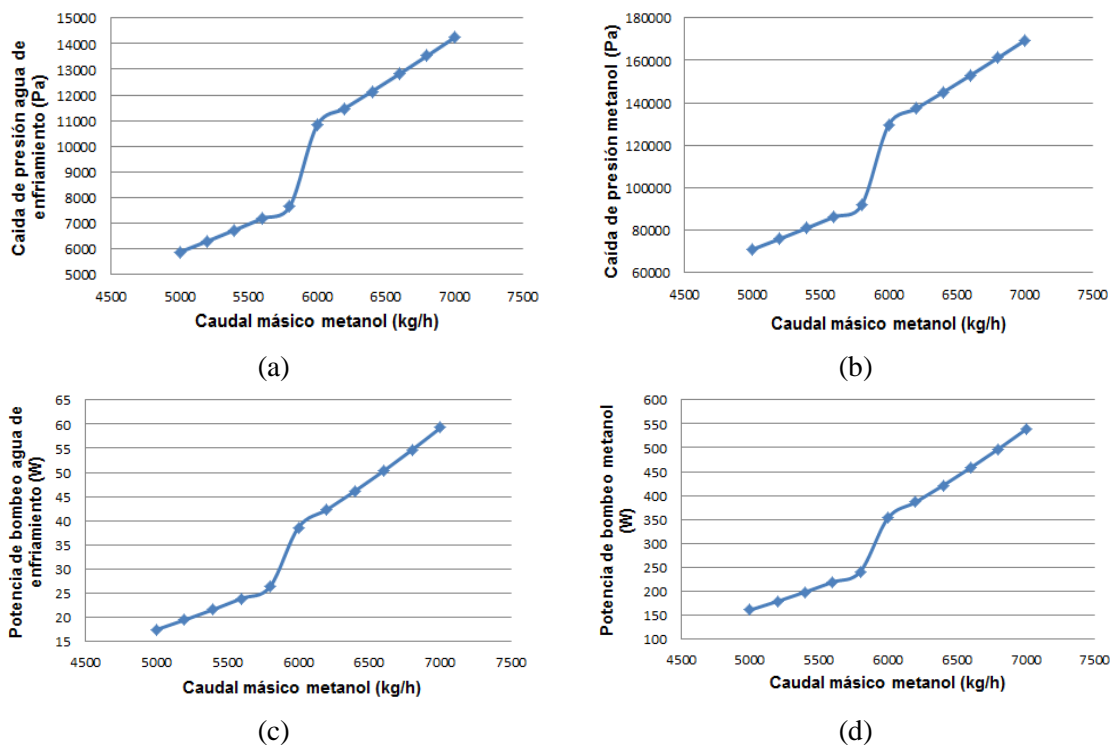 15000
14000
13000
12000
11000
10000
9000
8000
7000
6000
5000
4500 5000 5500 6000 6500 7000 7500
Caida de presión agua de
enfriamiento (Pa)
Caudal másico metanol (kg/h)
(a)
180000
160000
140000
120000
100000
80000
60000
4500 5000 5500 6000 6500 7000 7500
Caída de presión metanol (Pa)
Caudal másico metanol (kg/h)
(b)
65
60
55
50
45
40
35
30
25
20
15
4500 5000 5500 6000 6500 7000 7500
Potencia de bombeo agua de
enfriamiento (W)
Caudal másico metanol (kg/h)
(c)
600
550
500
450
400
350
300
250
200
150
100
4500 5000 5500 6000 6500 7000 7500
Potencia de bombeo metanol
(W)
Caudal másico metanol (kg/h)
(d)